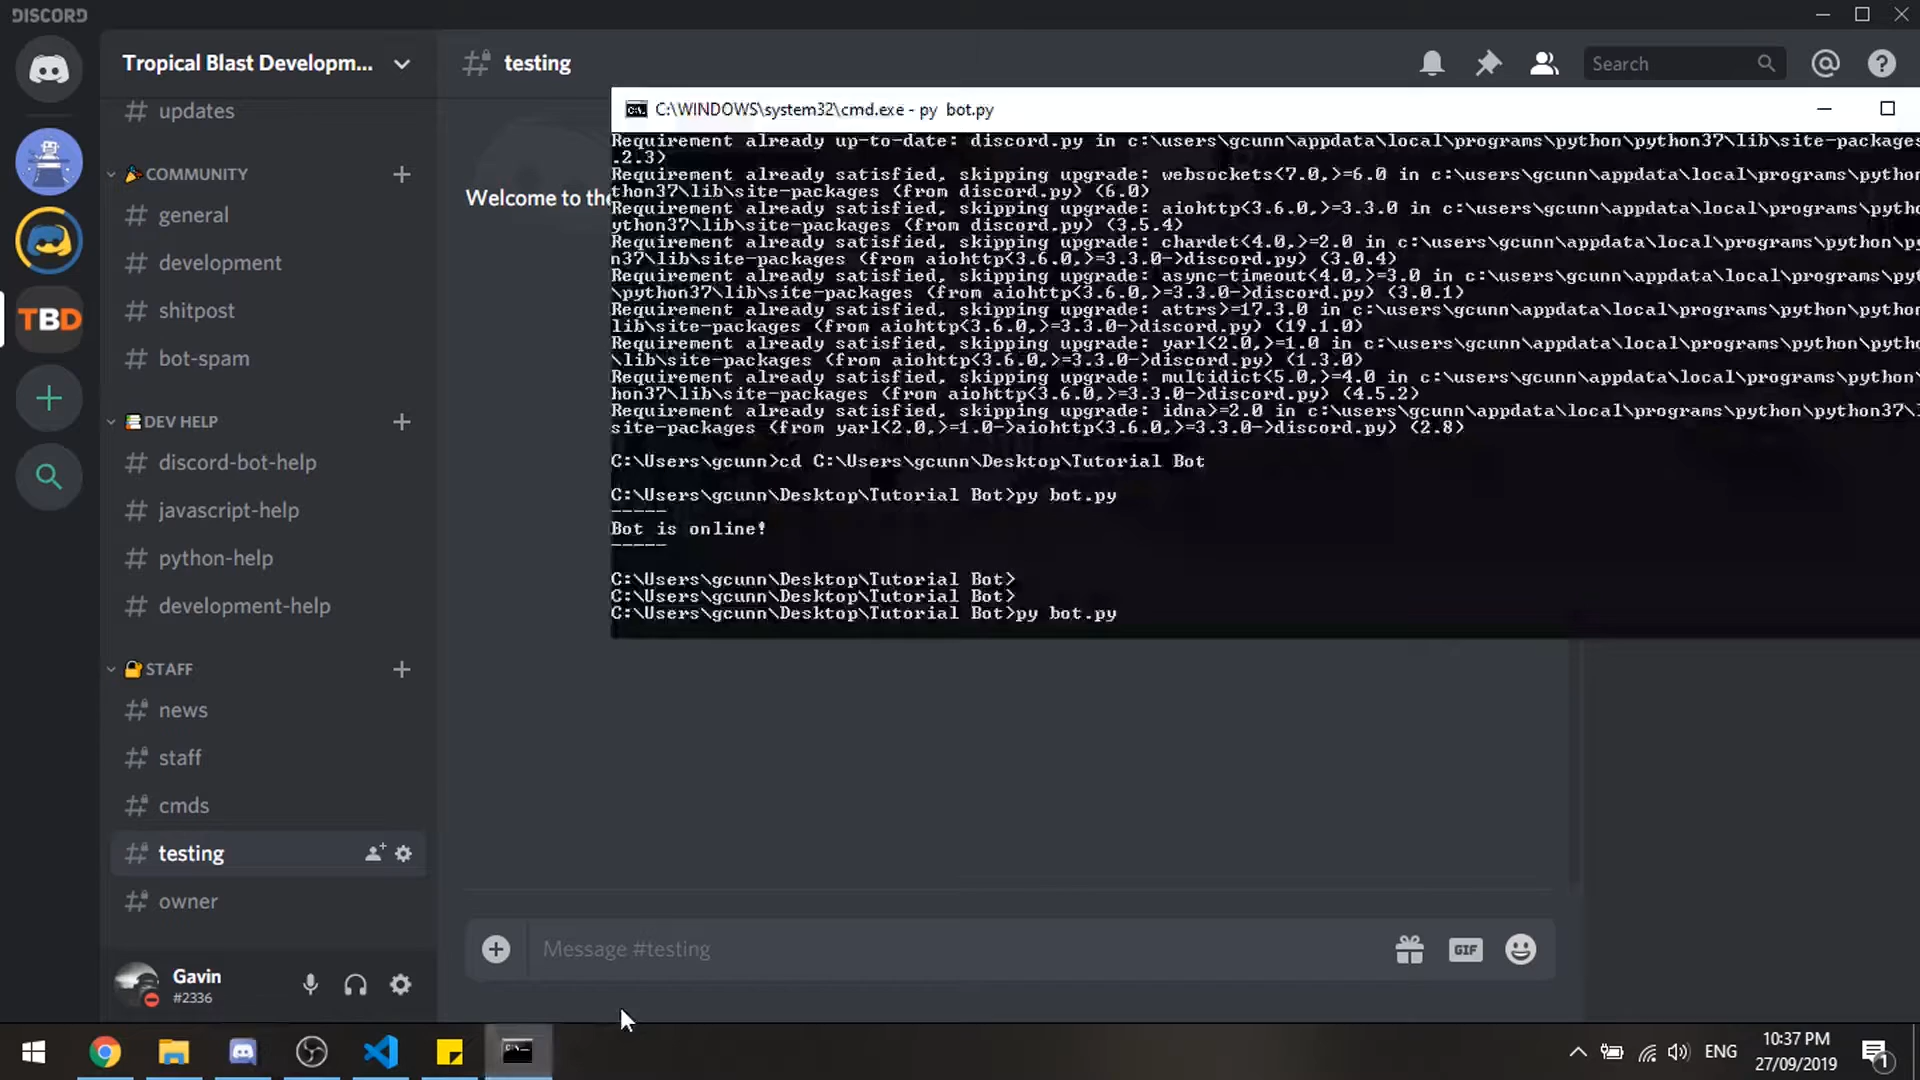 DISCORD
Tropical Blast Developm...
testing
Search
updates
COMMUNITY
general
development
shitpost
bot-spam
TBD
DEV HELP
discord-bot-help
javascript-help
python-help
development-help
STAFF
news
staff
cmds
testing
owner
Gavin
#2336
Welcome to the
C:\WINDOWS\system32\cmd.exe - py  bot.py
Requirement already up-to-date: discord.py in c:\users\gcunn\appdata\local\programs\python\python37\lib\site-packages
.2.3)
Requirement already satisfied, skipping upgrade: websockets<7.0,>=6.0 in c:\users\gcunn\appdata\local\programs\python
thon37\lib\site-packages (from discord.py) (6.0)
Requirement already satisfied, skipping upgrade: aiohttp<3.6.0,>=3.3.0 in c:\users\gcunn\appdata\local\programs\pytho
ython37\lib\site-packages (from discord.py) (3.5.4)
Requirement already satisfied, skipping upgrade: chardet<4.0,>=2.0 in c:\users\gcunn\appdata\local\programs\python\py
n37\lib\site-packages (from aiohttp<3.6.0,>=3.3.0->discord.py) (3.0.4)
Requirement already satisfied, skipping upgrade: async-timeout<4.0,>=3.0 in c:\users\gcunn\appdata\local\programs\pyt
\python37\lib\site-packages (from aiohttp<3.6.0,>=3.3.0->discord.py) (3.0.1)
Requirement already satisfied, skipping upgrade: attrs>=17.3.0 in c:\users\gcunn\appdata\local\programs\python\python
lib\site-packages (from aiohttp<3.6.0,>=3.3.0->discord.py) (19.1.0)
Requirement already satisfied, skipping upgrade: yarl<2.0,>=1.0 in c:\users\gcunn\appdata\local\programs\python\pytho
\lib\site-packages (from aiohttp<3.6.0,>=3.3.0->discord.py) (1.3.0)
Requirement already satisfied, skipping upgrade: multidict<5.0,>=4.0 in c:\users\gcunn\appdata\local\programs\python\
hon37\lib\site-packages (from aiohttp<3.6.0,>=3.3.0->discord.py) (4.5.2)
Requirement already satisfied, skipping upgrade: idna>=2.0 in c:\users\gcunn\appdata\local\programs\python\python37\l
site-packages (from yarl<2.0,>=1.0->aiohttp<3.6.0,>=3.3.0->discord.py) (2.8)
C:\Users\gcunn>cd C:\Users\gcunn\Desktop\Tutorial Bot
C:\Users\gcunn\Desktop\Tutorial Bot>py bot.py
-----
Bot is online!
-----
C:\Users\gcunn\Desktop\Tutorial Bot>
C:\Users\gcunn\Desktop\Tutorial Bot>
C:\Users\gcunn\Desktop\Tutorial Bot>py bot.py
Message #testing
GIF
ENG
10:37 PM
27/09/2019
1